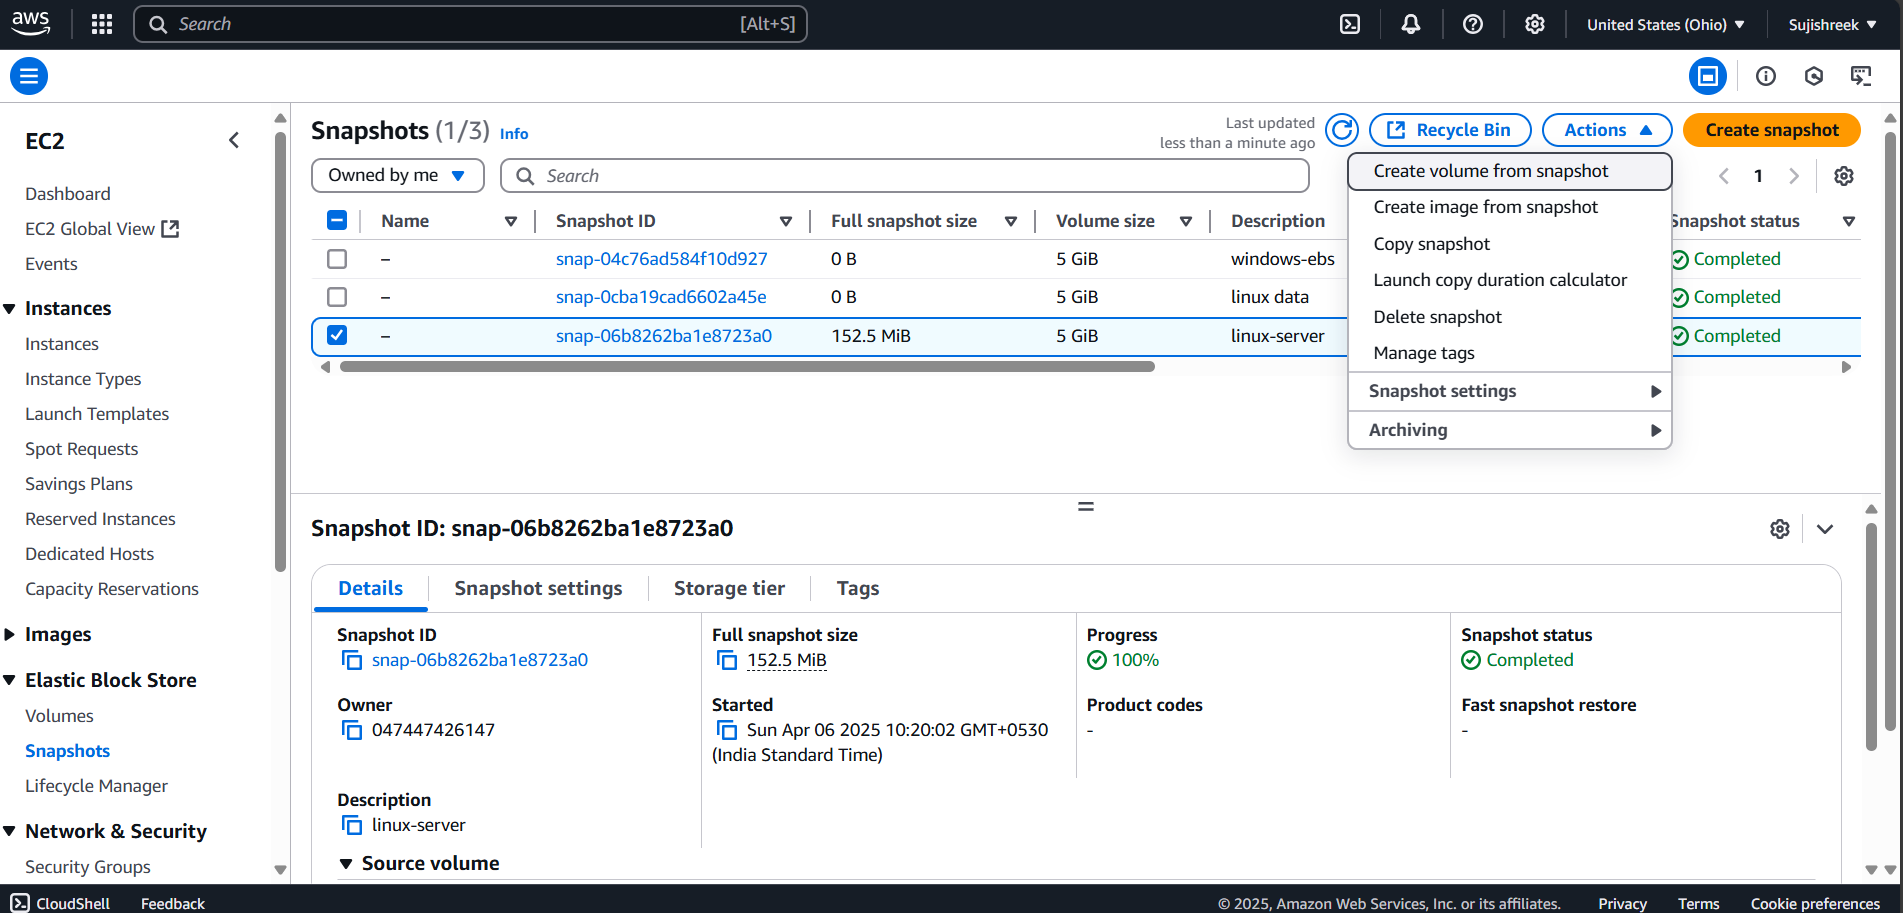 aws
Search
[Alt+S]
United States (Ohio)
Sujishreek
EC2
Dashboard
EC2 Global View
Events
Instances
Instances
Instance Types
Launch Templates
Spot Requests
Savings Plans
Reserved Instances
Dedicated Hosts
Capacity Reservations
Images
Elastic Block Store
Volumes
Snapshots
Lifecycle Manager
Network & Security
Security Groups
Snapshots (1/3) Info
Last updated
less than a minute ago
Recycle Bin
Actions
Create snapshot
Owned by me
Search
1
Create volume from snapshot
Create image from snapshot
Copy snapshot
Launch copy duration calculator
Delete snapshot
Manage tags
Snapshot settings
Archiving
Name Snapshot ID Full snapshot size Volume size Description Snapshot status
– snap-04c76ad584f10d927 0 B 5 GiB windows-ebs Completed
– snap-0cba19cad6602a45e 0 B 5 GiB linux data Completed
– snap-06b8262ba1e8723a0 152.5 MiB 5 GiB linux-server Completed
Snapshot ID: snap-06b8262ba1e8723a0
Details Snapshot settings Storage tier Tags
Snapshot ID
snap-06b8262ba1e8723a0
Full snapshot size
152.5 MiB
Progress
100%
Snapshot status
Completed
Owner
047447426147
Started
Sun Apr 06 2025 10:20:02 GMT+0530
(India Standard Time)
Product codes
-
Fast snapshot restore
-
Description
linux-server
Source volume
CloudShell Feedback
© 2025, Amazon Web Services, Inc. or its affiliates. Privacy Terms Cookie preferences